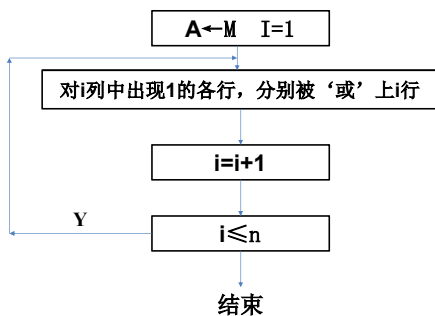 A←M I=1
对i列中出现1的各行，分别被‘或’上i行
i=i+1
Y
i≤n
结束